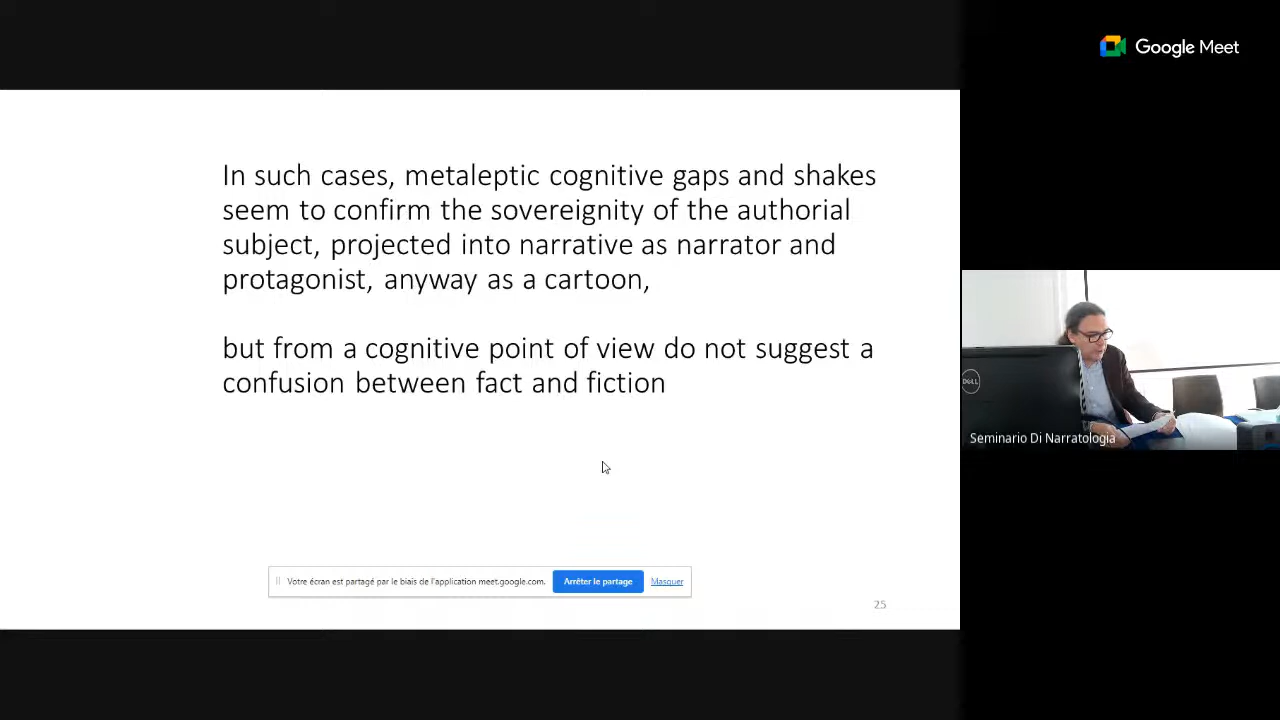 Google Meet
In such cases, metaleptic cognitive gaps and shakes
seem to confirm the sovereignity of the authorial
subject, projected into narrative as narrator and
protagonist, anyway as a cartoon,
but from a cognitive point of view do not suggest a
confusion between fact and fiction
DELL
Seminario Di Narratologia
Votre écran est partagé par le biais de l'application meet.google.com.
Arrêter le partage
Masquer
25